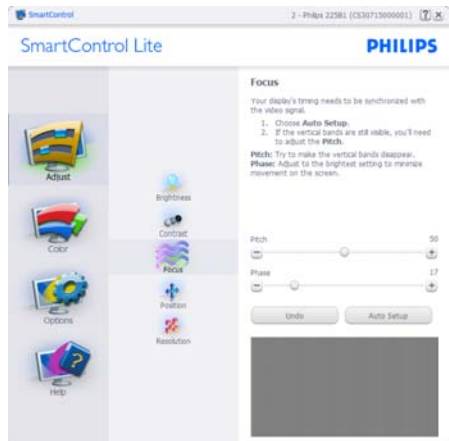 SmartControl
2 - Philips 225B1 (CS30715000001)
SmartControl Lite
PHILIPS
Adjust
Color
Options
Help
Brightness
Contrast
Focus
Position
Resolution
Focus
Your display's timing needs to be synchronized with
the video signal.
1. Choose Auto Setup.
2. If the vertical bands are still visible, you'll need
to adjust the Pitch.
Pitch: Try to make the vertical bands disappear.
Phase: Adjust to the brightest setting to minimize
movement on the screen.
Pitch 50
Phase 17
Undo
Auto Setup